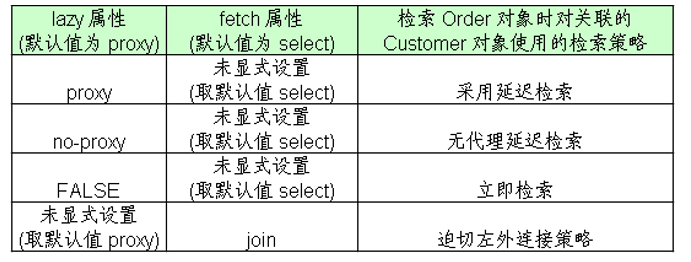 lazy 属性
(默认值为 proxy)
fetch 属性
(默认值为 select)
检索 Order 对象时对关联的
Customer 对象使用的检索策略
proxy
未显式设置
(取默认值 select)
采用延迟检索
no-proxy
未显式设置
(取默认值 select)
无代理延迟检索
FALSE
未显式设置
(取默认值 select)
立即检索
未显式设置
(取默认值 proxy)
join
迫切左外连接策略